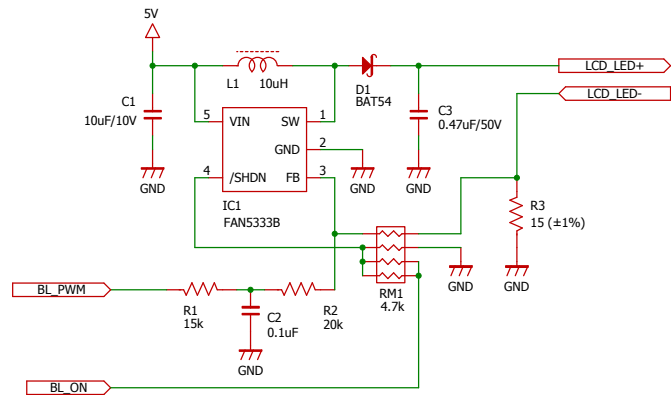 5V
LCD_LED+
L1 10uH
D1
BAT54
LCD_LED-
C1
10uF/10V
C3
0.47uF/50V
5 VIN SW 1
GND 2
4 /SHDN FB 3
GND
GND
GND
IC1
FAN5333B
R3
15 (±1%)
GND
GND
BL_PWM
RM1
4.7k
R1
15k
C2
0.1uF
R2
20k
GND
BL_ON